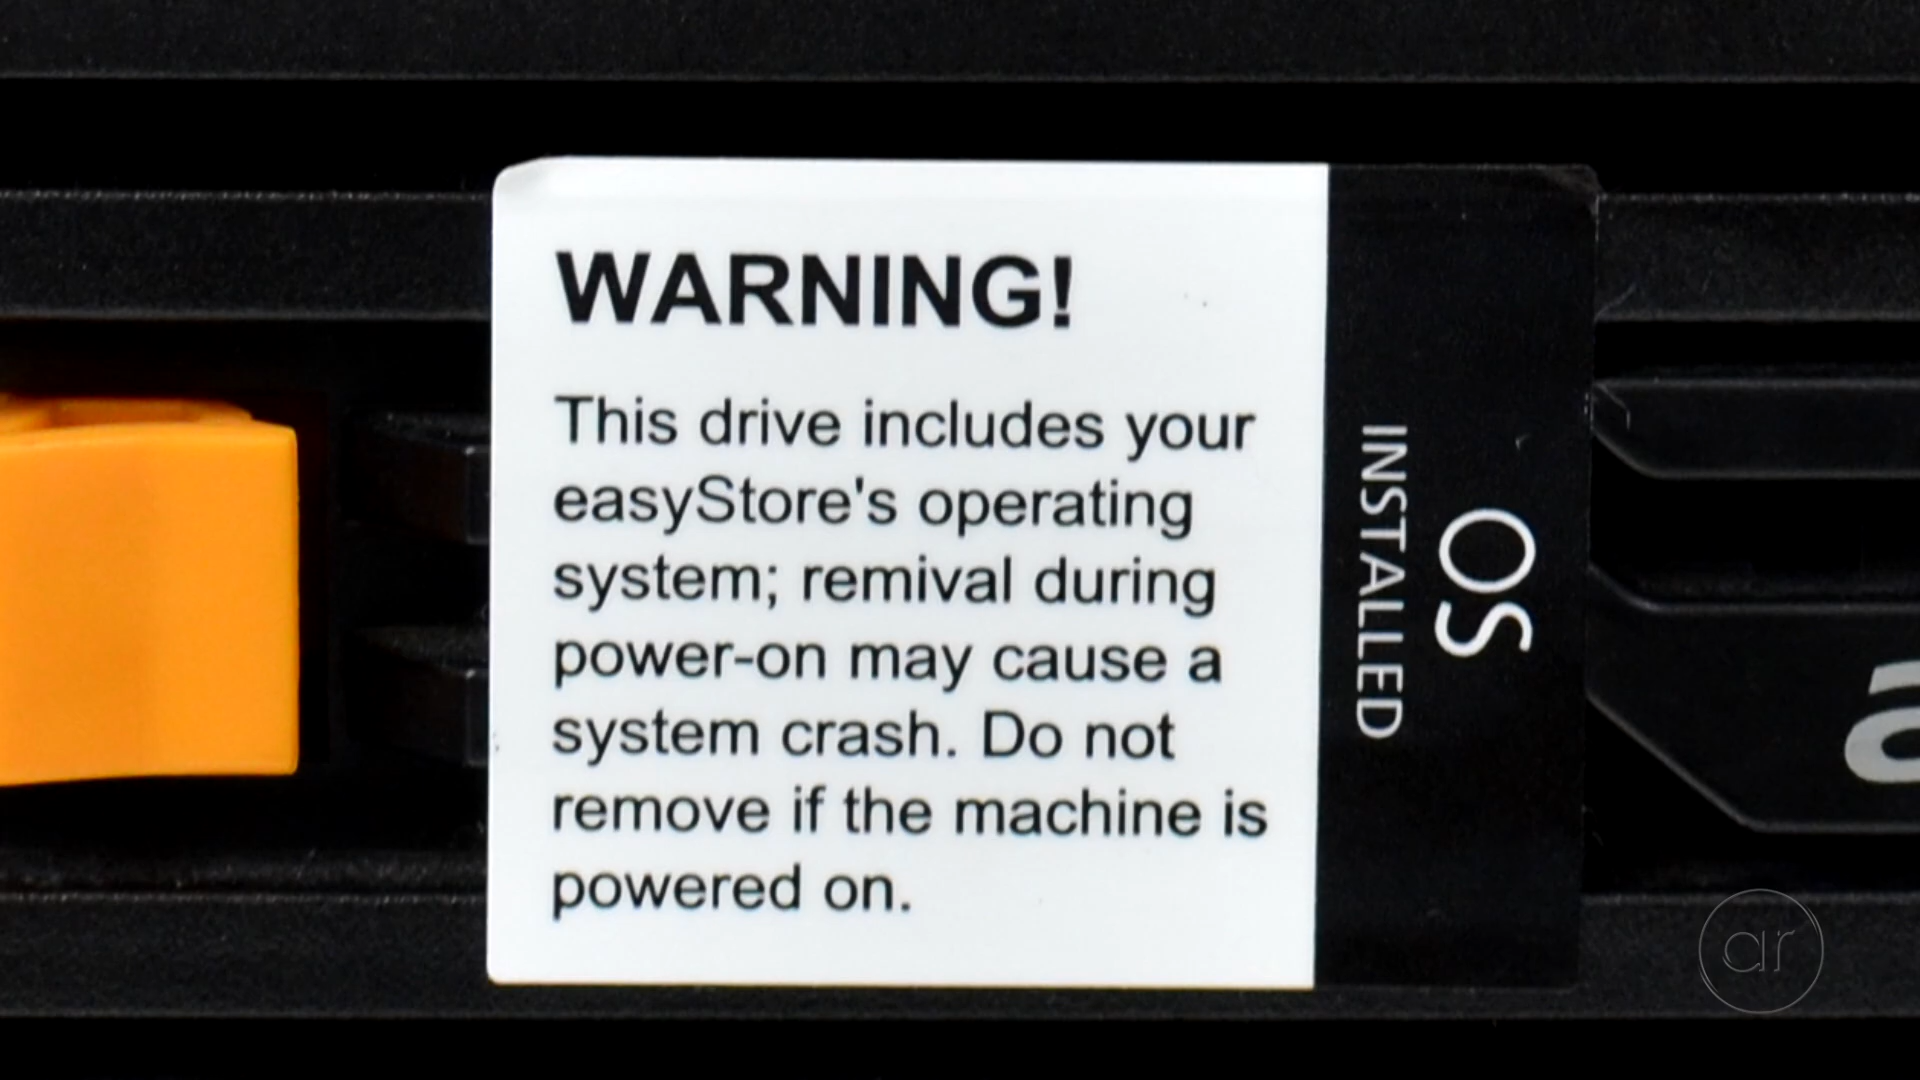 WARNING!
This drive includes your
easyStore's operating
system; remival during
power-on may cause a
system crash. Do not
remove if the machine is
powered on.
OS
INSTALLED
a
ar